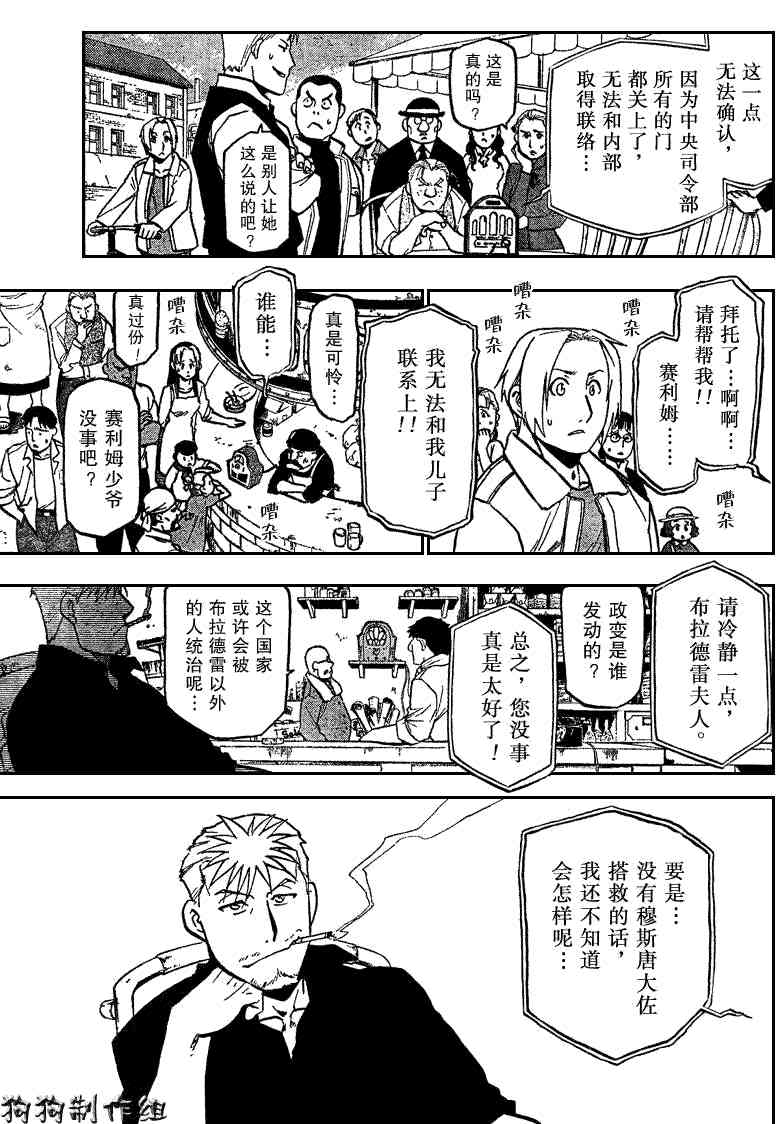 这一点
无法确认，
因为中央司令部
所有的门
都关上了，
无法和内部
取得联络…
这是
真的吗？
是别人让她
这么说的吧？
拜托了…啊啊…
请帮帮我!!
赛利姆…
嘈杂
嘈杂
嘈杂
我无法和我儿子
联系上!!
真是可怜…
谁能…
嘈杂
真过份！
赛利姆少爷
没事吧？
嘈杂
请冷静一点，
布拉德雷夫人。
政变是谁
发动的？
总之，您没事
真是太好了！
这个国家
或许会被
布拉德雷以外
的人统治呢…
要是…
没有穆斯唐大佐
搭救的话，
我还不知道
会怎样呢…
狗狗制作组